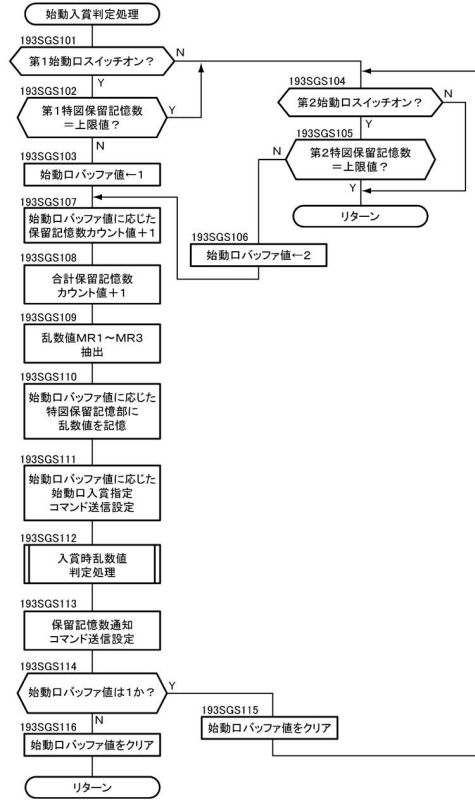 始動入賞判定処理
193SGS101
第1始動口スイッチオン?
N
Y
193SGS102
第1特図保留記憶数
=上限値?
Y
N
193SGS103
始動口バッファ値←1
193SGS104
第2始動口スイッチオン?
N
Y
193SGS105
第2特図保留記憶数
=上限値?
N
Y
リターン
193SGS106
始動口バッファ値←2
193SGS107
始動口バッファ値に応じた
保留記憶数カウント値+1
193SGS108
合計保留記憶数
カウント値+1
193SGS109
乱数値MR1～MR3
抽出
193SGS110
始動口バッファ値に応じた
特図保留記憶部に
乱数値を記憶
193SGS111
始動口バッファ値に応じた
始動口入賞指定
コマンド送信設定
193SGS112
入賞時乱数値
判定処理
193SGS113
保留記憶数通知
コマンド送信設定
193SGS114
始動口バッファ値は1か?
Y
N
193SGS115
始動口バッファ値をクリア
193SGS116
始動口バッファ値をクリア
リターン